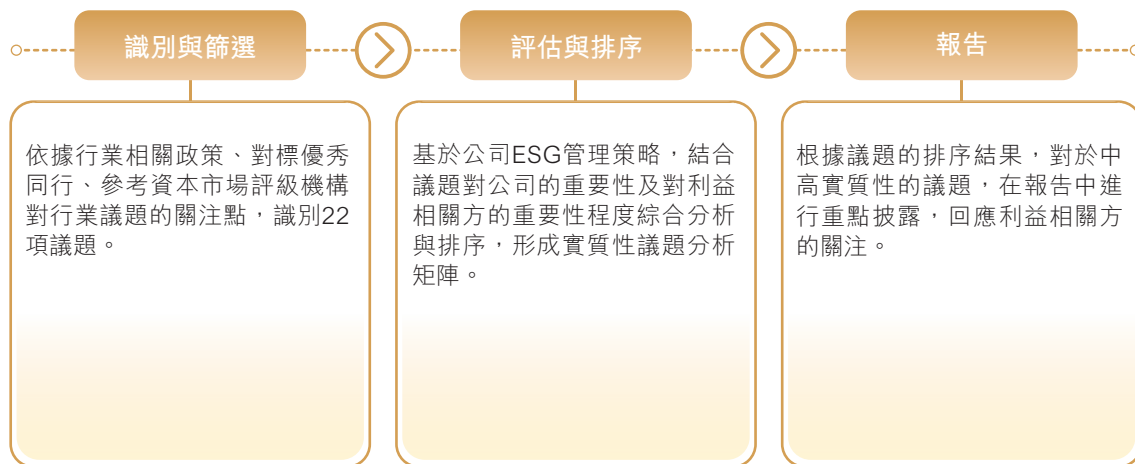 識別與篩選
評估與排序
報告
依據行業相關政策、對標優秀
同行、參考資本市場評級機構
對行業議題的關注點，識別22
項議題。
基於公司ESG管理策略，結合
議題對公司的重要性及對利益
相關方的重要性程度綜合分析
與排序，形成實質性議題分析
矩陣。
根據議題的排序結果，對於中
高實質性的議題，在報告中進
行重點披露，回應利益相關方
的關注。